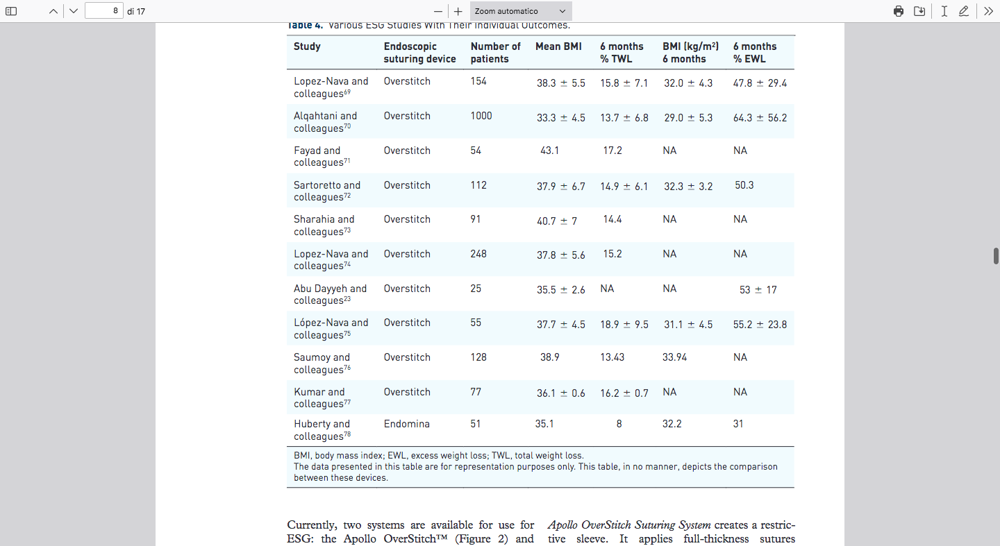 8 di 17 Zoom automatico
Table 4. Various ESG Studies With Their Individual Outcomes.
Study Endoscopic suturing device Number of patients Mean BMI 6 months % TWL BMI (kg/m²) 6 months 6 months % EWL
Lopez-Nava and colleagues⁶⁹ Overstitch 154 38.3 ± 5.5 15.8 ± 7.1 32.0 ± 4.3 47.8 ± 29.4
Alqahtani and colleagues⁷⁰ Overstitch 1000 33.3 ± 4.5 13.7 ± 6.8 29.0 ± 5.3 64.3 ± 56.2
Fayad and colleagues⁷¹ Overstitch 54 43.1 17.2 NA NA
Sartoretto and colleagues⁷² Overstitch 112 37.9 ± 6.7 14.9 ± 6.1 32.3 ± 3.2 50.3
Sharahia and colleagues⁷³ Overstitch 91 40.7 ± 7 14.4 NA NA
Lopez-Nava and colleagues⁷⁴ Overstitch 248 37.8 ± 5.6 15.2 NA NA
Abu Dayyeh and colleagues²³ Overstitch 25 35.5 ± 2.6 NA NA 53 ± 17
López-Nava and colleagues⁷⁵ Overstitch 55 37.7 ± 4.5 18.9 ± 9.5 31.1 ± 4.5 55.2 ± 23.8
Saumoy and colleagues⁷⁶ Overstitch 128 38.9 13.43 33.94 NA
Kumar and colleagues⁷⁷ Overstitch 77 36.1 ± 0.6 16.2 ± 0.7 NA NA
Huberty and colleagues⁷⁸ Endomina 51 35.1 8 32.2 31
BMI, body mass index; EWL, excess weight loss; TWL, total weight loss.
The data presented in this table are for representation purposes only. This table, in no manner, depicts the comparison
between these devices.
Currently, two systems are available for use for
ESG: the Apollo OverStitch™ (Figure 2) and
Apollo OverStitch Suturing System creates a restric-
tive sleeve. It applies full-thickness sutures